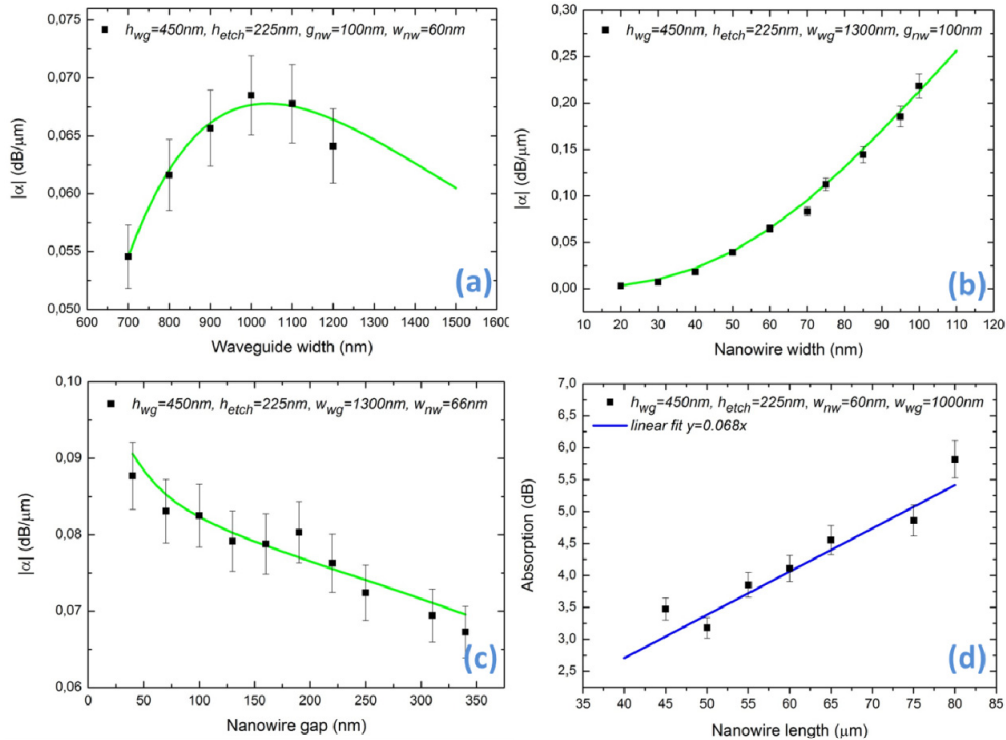 h_wg=450nm, h_etch=225nm, g_nw=100nm, w_nw=60nm
0,075
0,070
0,065
0,060
0,055
0,050
|α| (dB/μm)
600 700 800 900 1000 1100 1200 1300 1400 1500 1600
Waveguide width (nm)
(a)
h_wg=450nm, h_etch=225nm, w_wg=1300nm, g_nw=100nm
0,30
0,25
0,20
0,15
0,10
0,05
0,00
|α| (dB/μm)
10 20 30 40 50 60 70 80 90 100 110 120
Nanowire width (nm)
(b)
h_wg=450nm, h_etch=225nm, w_wg=1300nm, w_nw=66nm
0,10
0,09
0,08
0,07
0,06
|α| (dB/μm)
0 50 100 150 200 250 300 350
Nanowire gap (nm)
(c)
h_wg=450nm, h_etch=225nm, w_nw=60nm, w_wg=1000nm
linear fit y=0.068x
7,0
6,5
6,0
5,5
5,0
4,5
4,0
3,5
3,0
2,5
Absorption (dB)
35 40 45 50 55 60 65 70 75 80 85
Nanowire length (μm)
(d)